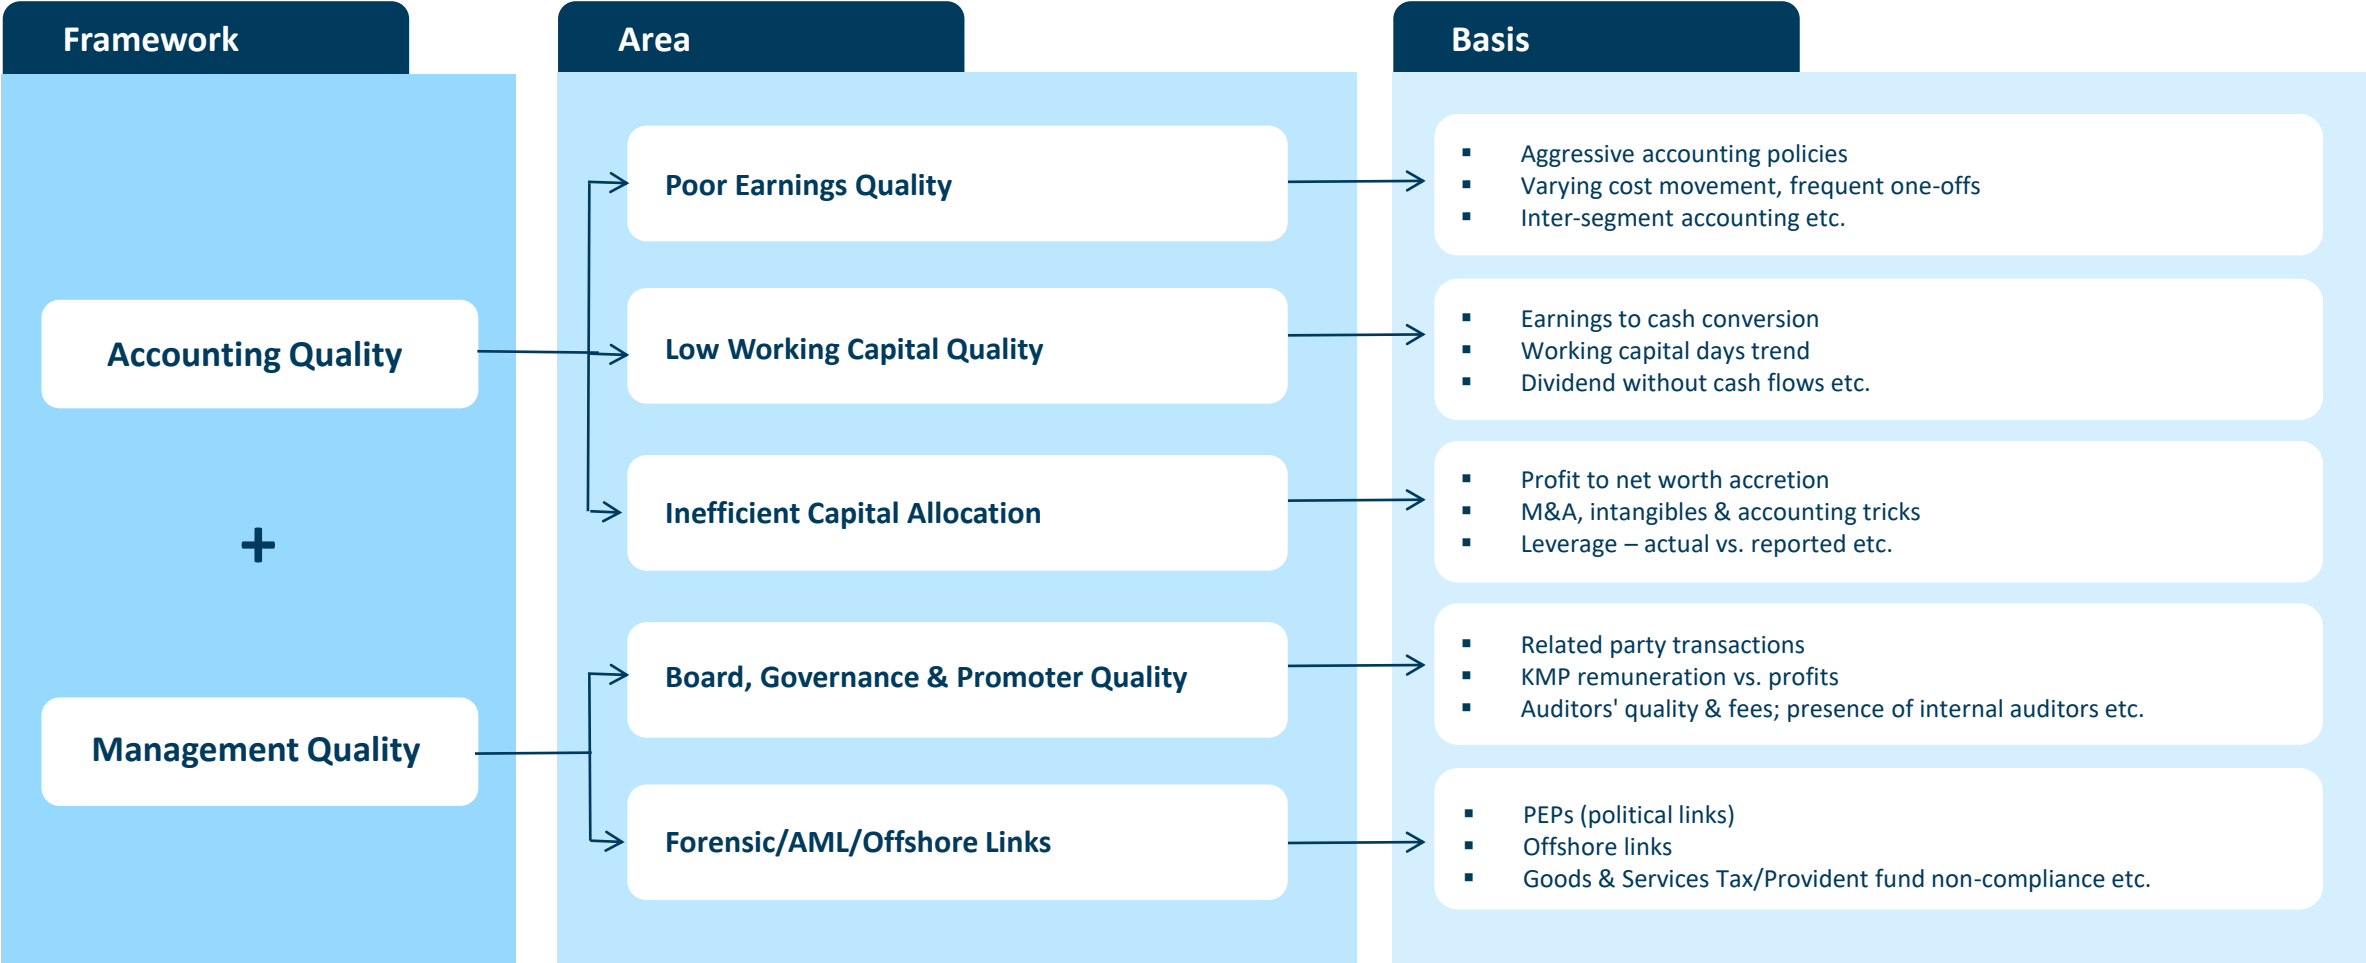 Framework
Area
Basis
Accounting Quality
+
Management Quality
Poor Earnings Quality
Low Working Capital Quality
Inefficient Capital Allocation
Board, Governance & Promoter Quality
Forensic/AML/Offshore Links
▪ Aggressive accounting policies
▪ Varying cost movement, frequent one-offs
▪ Inter-segment accounting etc.
▪ Earnings to cash conversion
▪ Working capital days trend
▪ Dividend without cash flows etc.
▪ Profit to net worth accretion
▪ M&A, intangibles & accounting tricks
▪ Leverage – actual vs. reported etc.
▪ Related party transactions
▪ KMP remuneration vs. profits
▪ Auditors' quality & fees; presence of internal auditors etc.
▪ PEPs (political links)
▪ Offshore links
▪ Goods & Services Tax/Provident fund non-compliance etc.